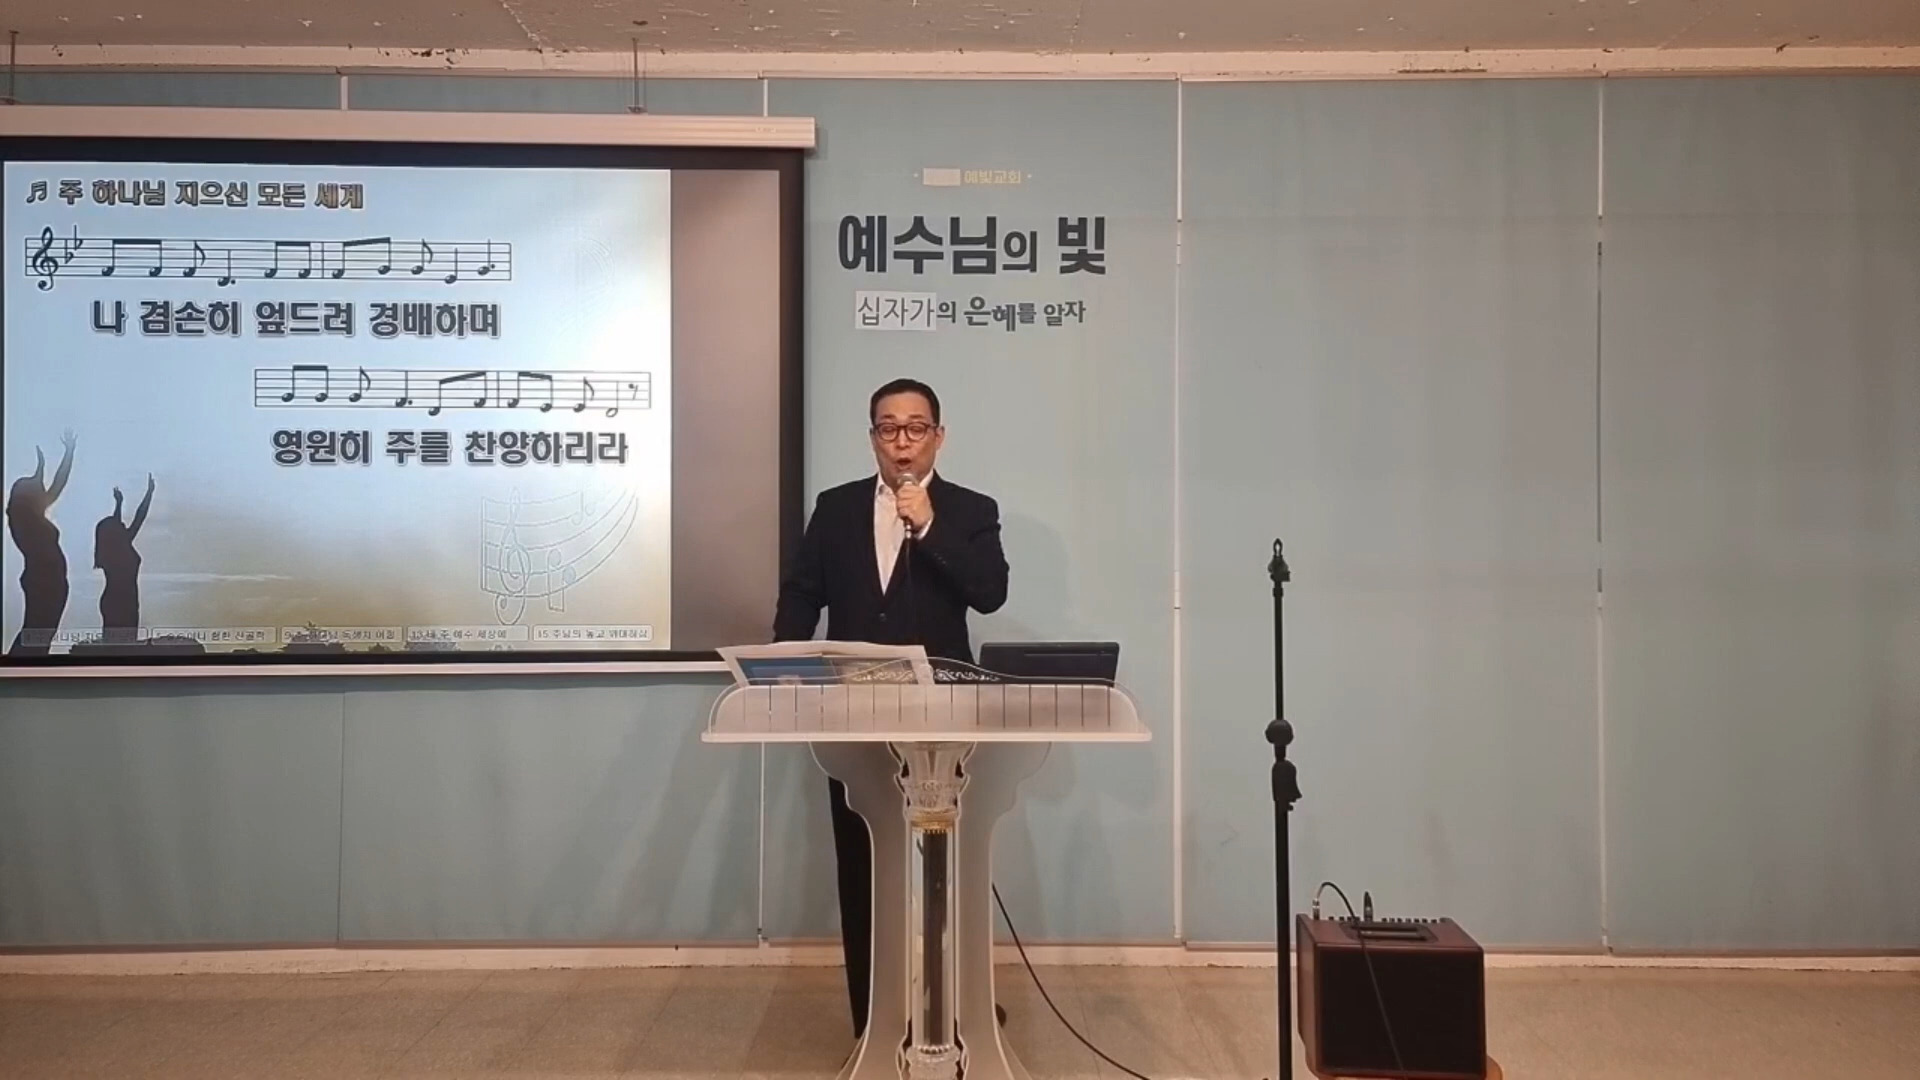 주 하나님 지으신 모든 세계
나 겸손히 엎드려 경배하며
영원히 주를 찬양하리라
예빛교회
예수님의 빛
십자가의 은혜를 알자